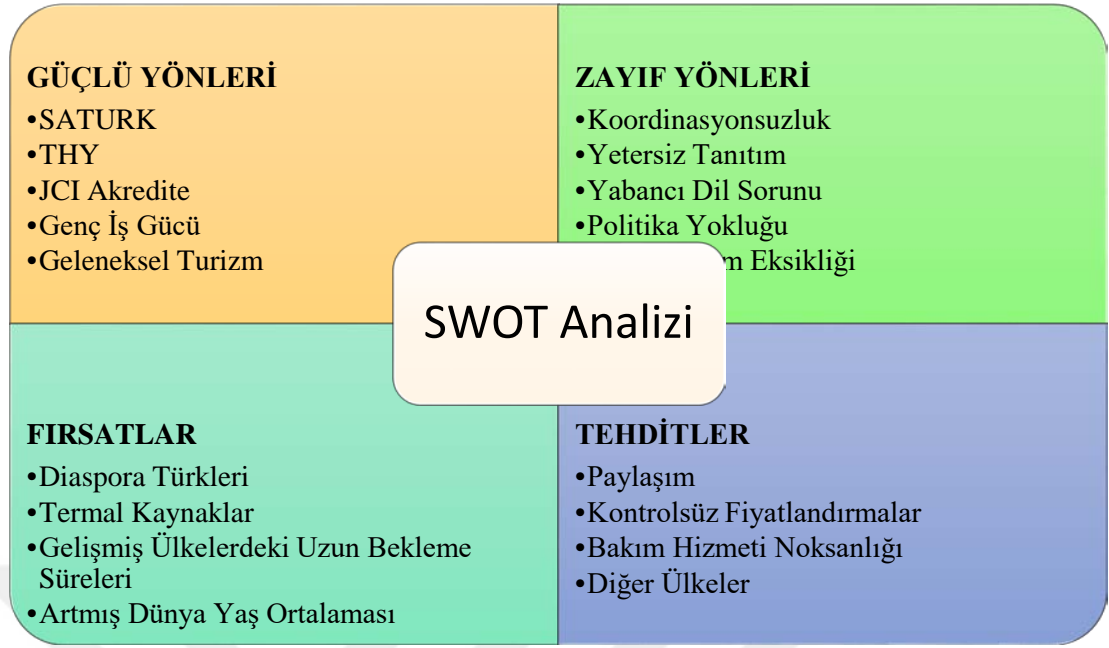 GÜÇLÜ YÖNLERİ
•SATURK
•THY
•JCI Akredite
•Genç İş Gücü
•Geleneksel Turizm
ZAYIF YÖNLERİ
•Koordinasyonsuzluk
•Yetersiz Tanıtım
•Yabancı Dil Sorunu
•Politika Yokluğu
Eksikliği
SWOT Analizi
FIRSATLAR
•Diaspora Türkleri
•Termal Kaynaklar
•Gelişmiş Ülkelerdeki Uzun Bekleme
Süreleri
•Artmış Dünya Yaş Ortalaması
TEHDİTLER
•Paylaşım
•Kontrolsüz Fiyatlandırmalar
•Bakım Hizmeti Noksanlığı
•Diğer Ülkeler